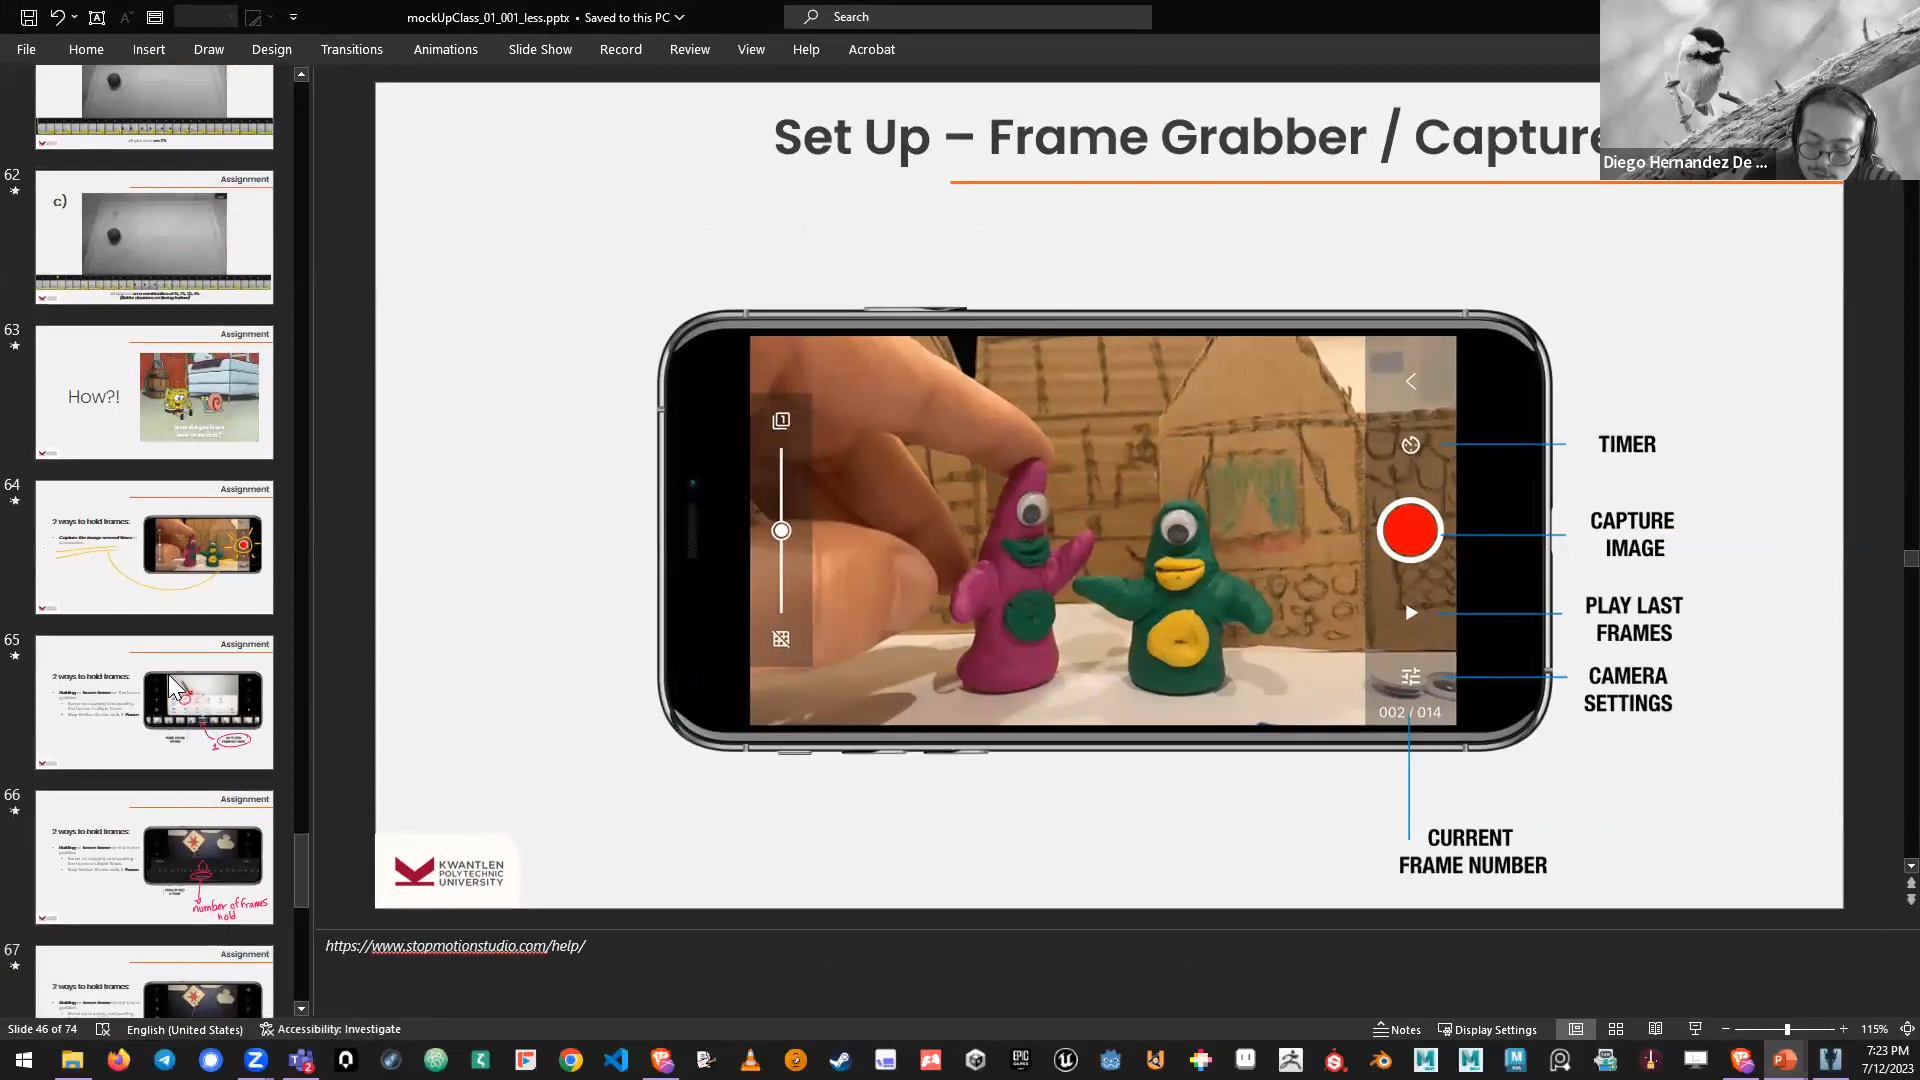 mockUpClass_01_001_less.pptx • Saved to this PC
Search
File Home Insert Draw Design Transitions Animations Slide Show Record Review View Help Acrobat
62
Assignment
c)
63
Assignment
How?!
64
Assignment
2 ways to hold frames:
65
Assignment
2 ways to hold frames:
1
66
Assignment
2 ways to hold frames:
number of frames
hold
67
Assignment
2 ways to hold frames:
Set Up – Frame Grabber / Capture
Diego Hernandez De ...
TIMER
CAPTURE
IMAGE
PLAY LAST
FRAMES
CAMERA
SETTINGS
002 / 014
CURRENT
FRAME NUMBER
KWANTLEN
POLYTECHNIC
UNIVERSITY
https://www.stopmotionstudio.com/help/
Slide 46 of 74 English (United States) Accessibility: Investigate Notes Display Settings 115%
7:23 PM
7/12/2023